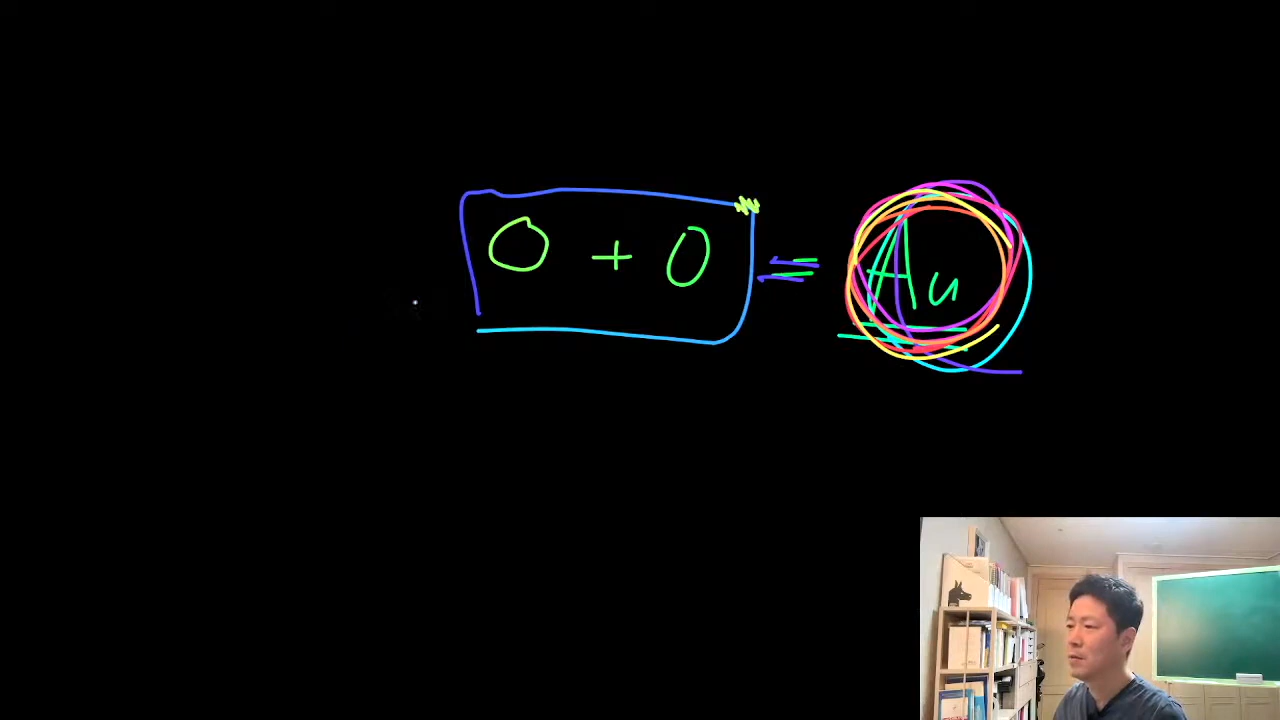 O + O = Au